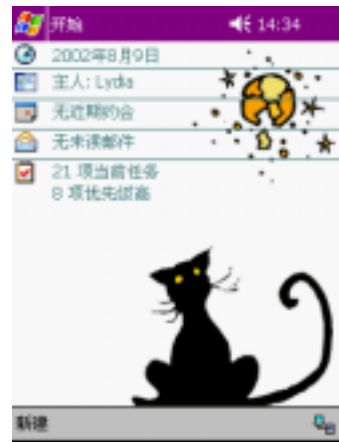 开始 14:34
2002年8月9日
主人: Lydia
无近期约会
无未读邮件
21 项当前任务
8 项优先级高
新建